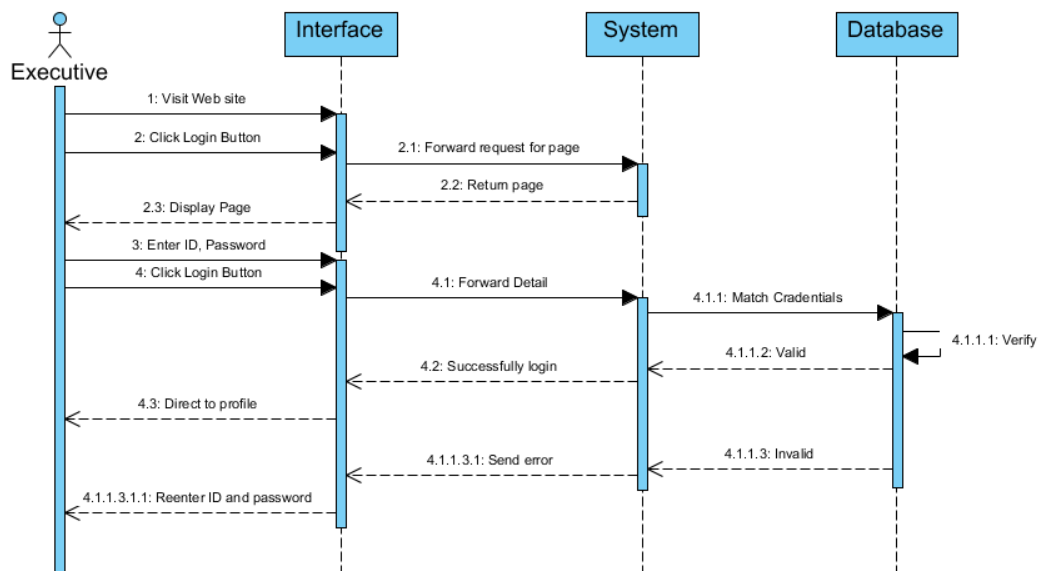 Interface
System
Database
Executive
1: Visit Web site
2: Click Login Button
2.1: Forward request for page
2.2: Return page
2.3: Display Page
3: Enter ID, Password
4: Click Login Button
4.1: Forward Detail
4.1.1: Match Credentials
4.1.1.1: Verify
4.1.1.2: Valid
4.2: Successfully login
4.3: Direct to profile
4.1.1.3: Invalid
4.1.1.3.1: Send error
4.1.1.3.1.1: Reenter ID and password